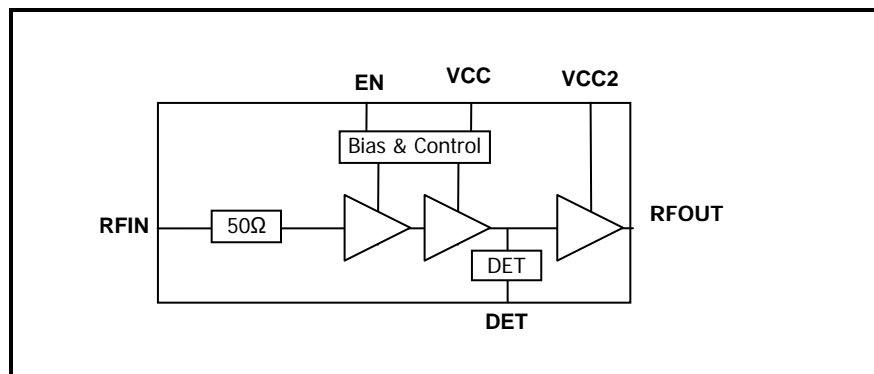 EN
VCC
VCC2
Bias & Control
RFIN
50Ω
RFOUT
DET
DET